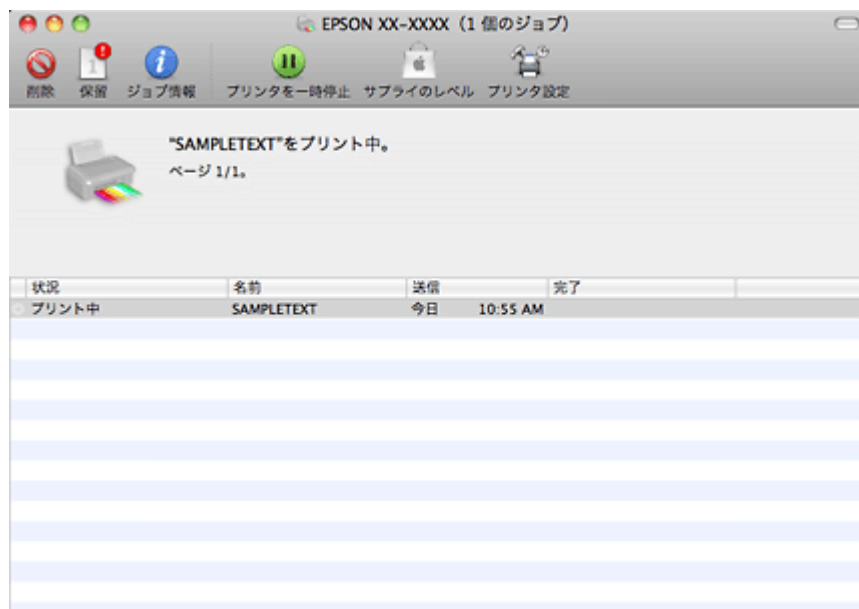 EPSON XX-XXXX（1 個のジョブ）
削除 保留 ジョブ情報 プリンタを一時停止 サプライのレベル プリンタ設定
"SAMPLETEXT"をプリント中。
ページ 1/1。
状況 名前 送信 完了
プリント中 SAMPLETEXT 今日 10:55 AM